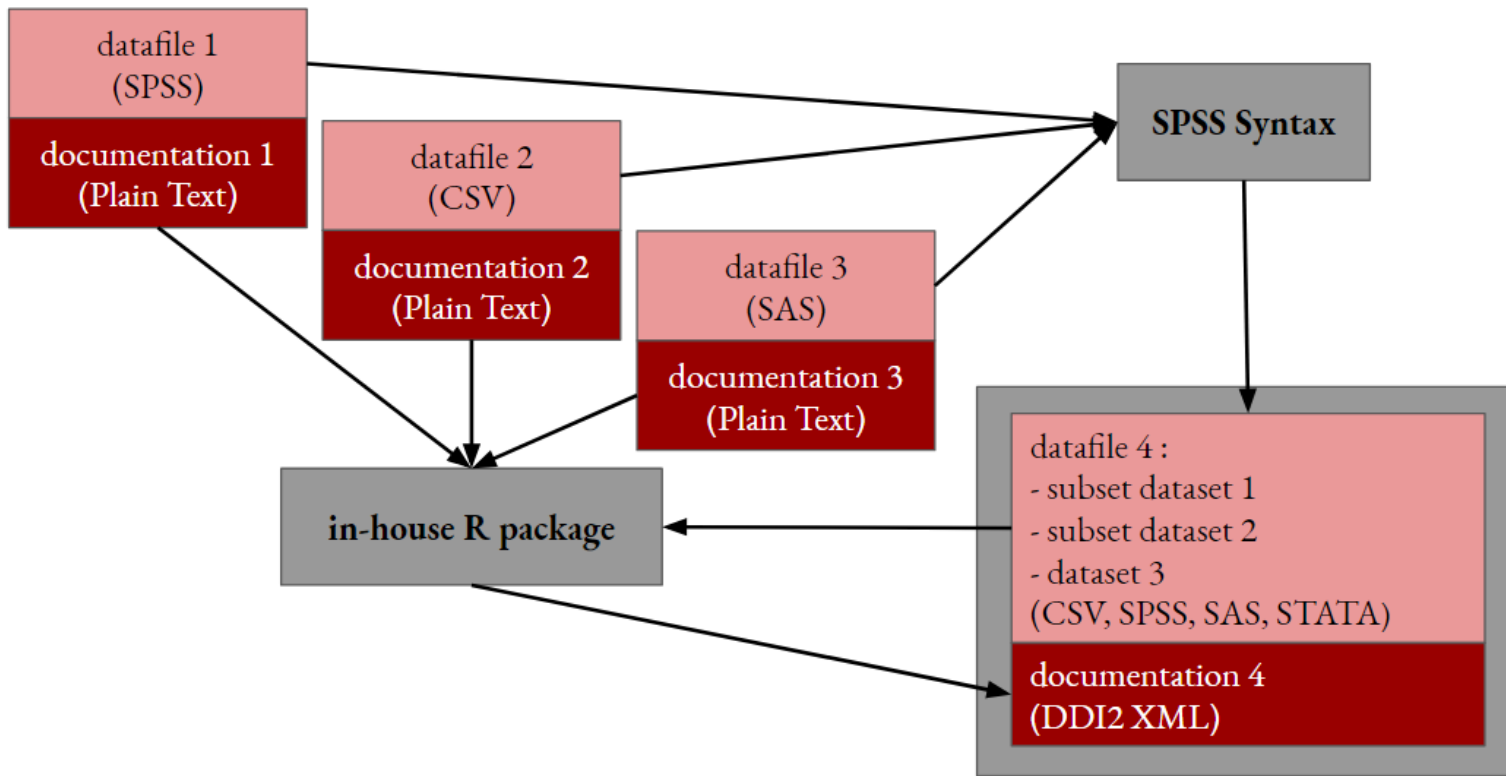 datafile 1
(SPSS)
documentation 1
(Plain Text)
datafile 2
(CSV)
documentation 2
(Plain Text)
datafile 3
(SAS)
documentation 3
(Plain Text)
SPSS Syntax
in-house R package
datafile 4 :
- subset dataset 1
- subset dataset 2
- dataset 3
(CSV, SPSS, SAS, STATA)
documentation 4
(DDI2 XML)